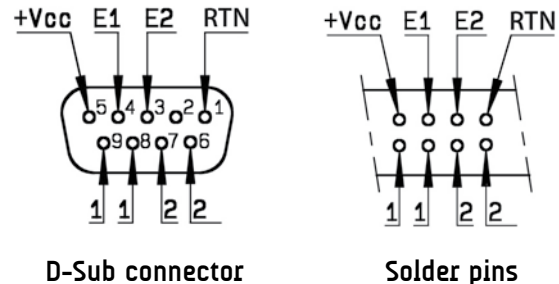 +Vcc E1 E2 RTN +Vcc E1 E2 RTN
5 4 3 2 1
9 8 7 6
1 1 2 2 1 1 2 2
D-Sub connector Solder pins